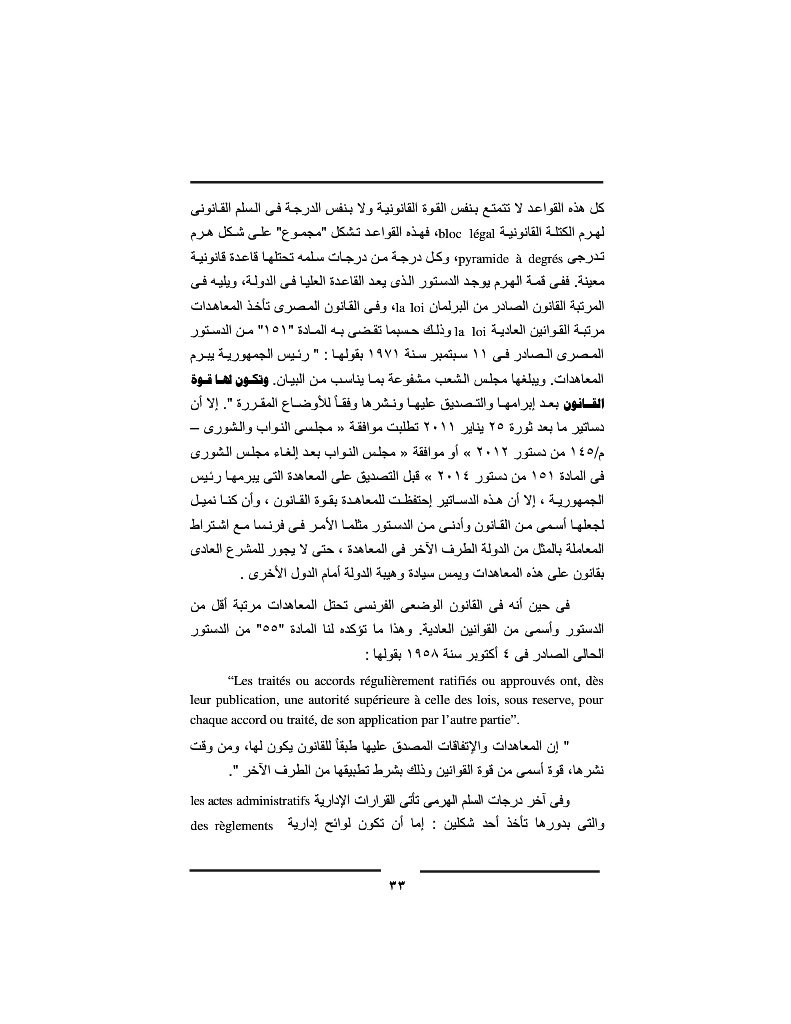 كل هذه القواعد لا تتمتع بنفس القوة القانونية ولا بنفس الدرجة فى السلم القانونى
لهرم الكتلة القانونية bloc légal، فهذه القواعد تشكل "مجموع" على شكل هرم
تدرجى pyramide à degrés، وكل درجة من درجات سلمه تحتلها قاعدة قانونية
معينة. ففى قمة الهرم يوجد الدستور الذى يعد القاعدة العليا فى الدولة، ويليه فى
المرتبة القانون الصادر من البرلمان la loi، وفى القانون المصرى تأخذ المعاهدات
مرتبة القوانين العادية la loi وذلك حسبما تقضى به المادة "١٥١" من الدستور
المصرى الصادر فى ١١ سبتمبر سنة ١٩٧١ بقولها : " رئيس الجمهورية يبرم
المعاهدات. ويبلغها مجلس الشعب مشفوعة بما يناسب من البيان. وتكون لها قوة
القانون بعد إبرامها والتصديق عليها ونشرها وفقاً للأوضاع المقررة ". إلا أن
دساتير ما بعد ثورة ٢٥ يناير ٢٠١١ تطلبت موافقة « مجلسى النواب والشورى –
م/١٤٥ من دستور ٢٠١٢ » أو موافقة « مجلس النواب بعد إلغاء مجلس الشورى
فى المادة ١٥١ من دستور ٢٠١٤ » قبل التصديق على المعاهدة التى يبرمها رئيس
الجمهورية ، إلا أن هذه الدساتير إحتفظت للمعاهدة بقوة القانون ، وأن كنا نميل
لجعلها أسمى من القانون وأدنى من الدستور مثلما الأمر فى فرنسا مع اشتراط
المعاملة بالمثل من الدولة الطرف الآخر فى المعاهدة ، حتى لا يجور للمشرع العادى
بقانون على هذه المعاهدات ويمس سيادة وهيبة الدولة أمام الدول الأخرى .
فى حين أنه فى القانون الوضعى الفرنسى تحتل المعاهدات مرتبة أقل من
الدستور وأسمى من القوانين العادية. وهذا ما تؤكده لنا المادة "٥٥" من الدستور
الحالى الصادر فى ٤ أكتوبر سنة ١٩٥٨ بقولها :
“Les traités ou accords régulièrement ratifiés ou approuvés ont, dès
leur publication, une autorité supérieure à celle des lois, sous reserve, pour
chaque accord ou traité, de son application par l’autre partie”.
" إن المعاهدات والإتفاقات المصدق عليها طبقاً للقانون يكون لها، ومن وقت
نشرها، قوة أسمى من قوة القوانين وذلك بشرط تطبيقها من الطرف الآخر ".
وفى آخر درجات السلم الهرمى تأتى القرارات الإدارية les actes administratifs
والتى بدورها تأخذ أحد شكلين : إما أن تكون لوائح إدارية des règlements
٣٣